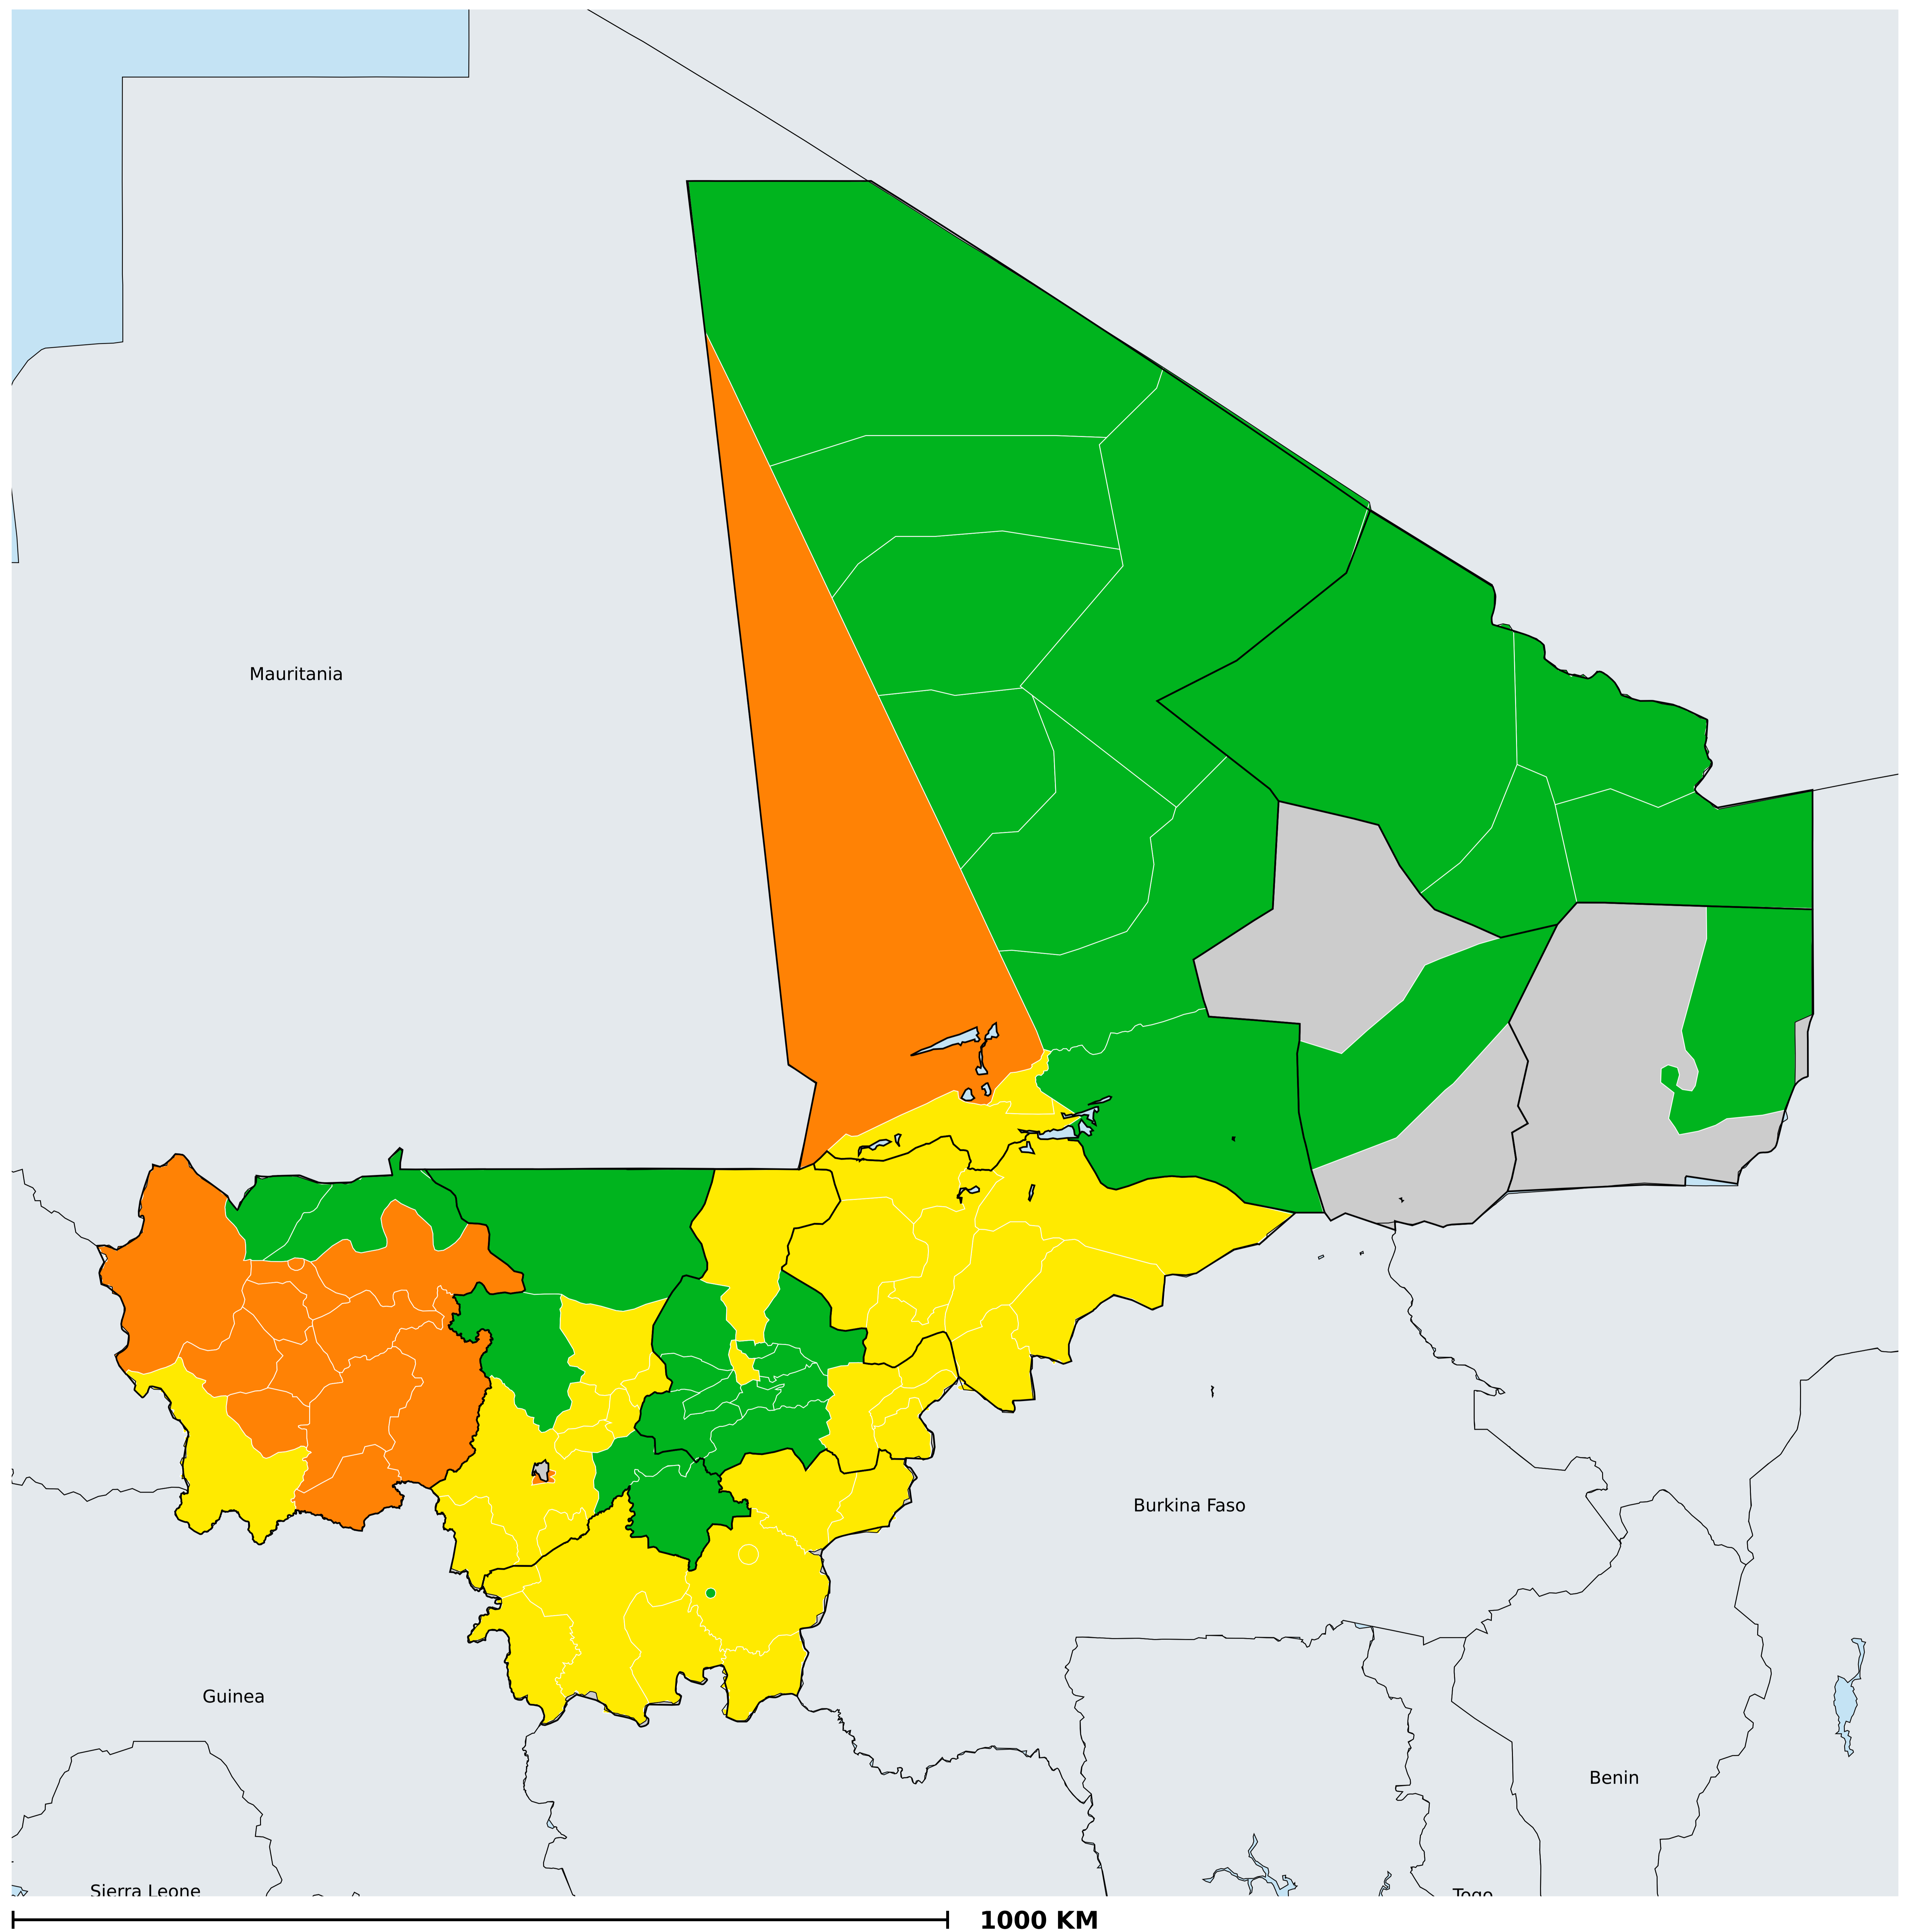 Mauritania
Burkina Faso
Guinea
Benin
Sierra Leone
Togo
1000 KM